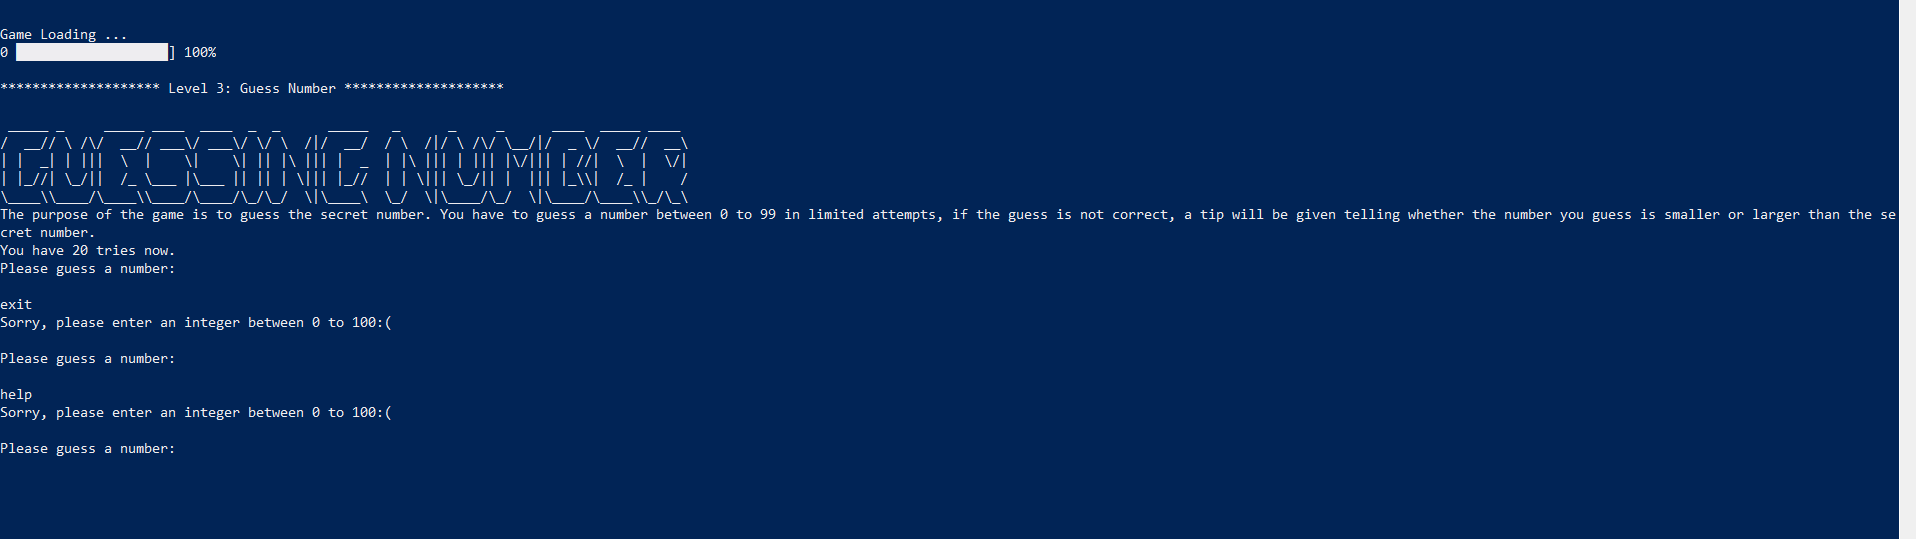 Game Loading ...
0 ████████████████████] 100%
******************** Level 3: Guess Number ********************
GUESSING NUMBER
The purpose of the game is to guess the secret number. You have to guess a number between 0 to 99 in limited attempts, if the guess is not correct, a tip will be given telling whether the number you guess is smaller or larger than the se
cret number.
You have 20 tries now.
Please guess a number:
exit
Sorry, please enter an integer between 0 to 100:(
Please guess a number:
help
Sorry, please enter an integer between 0 to 100:(
Please guess a number: